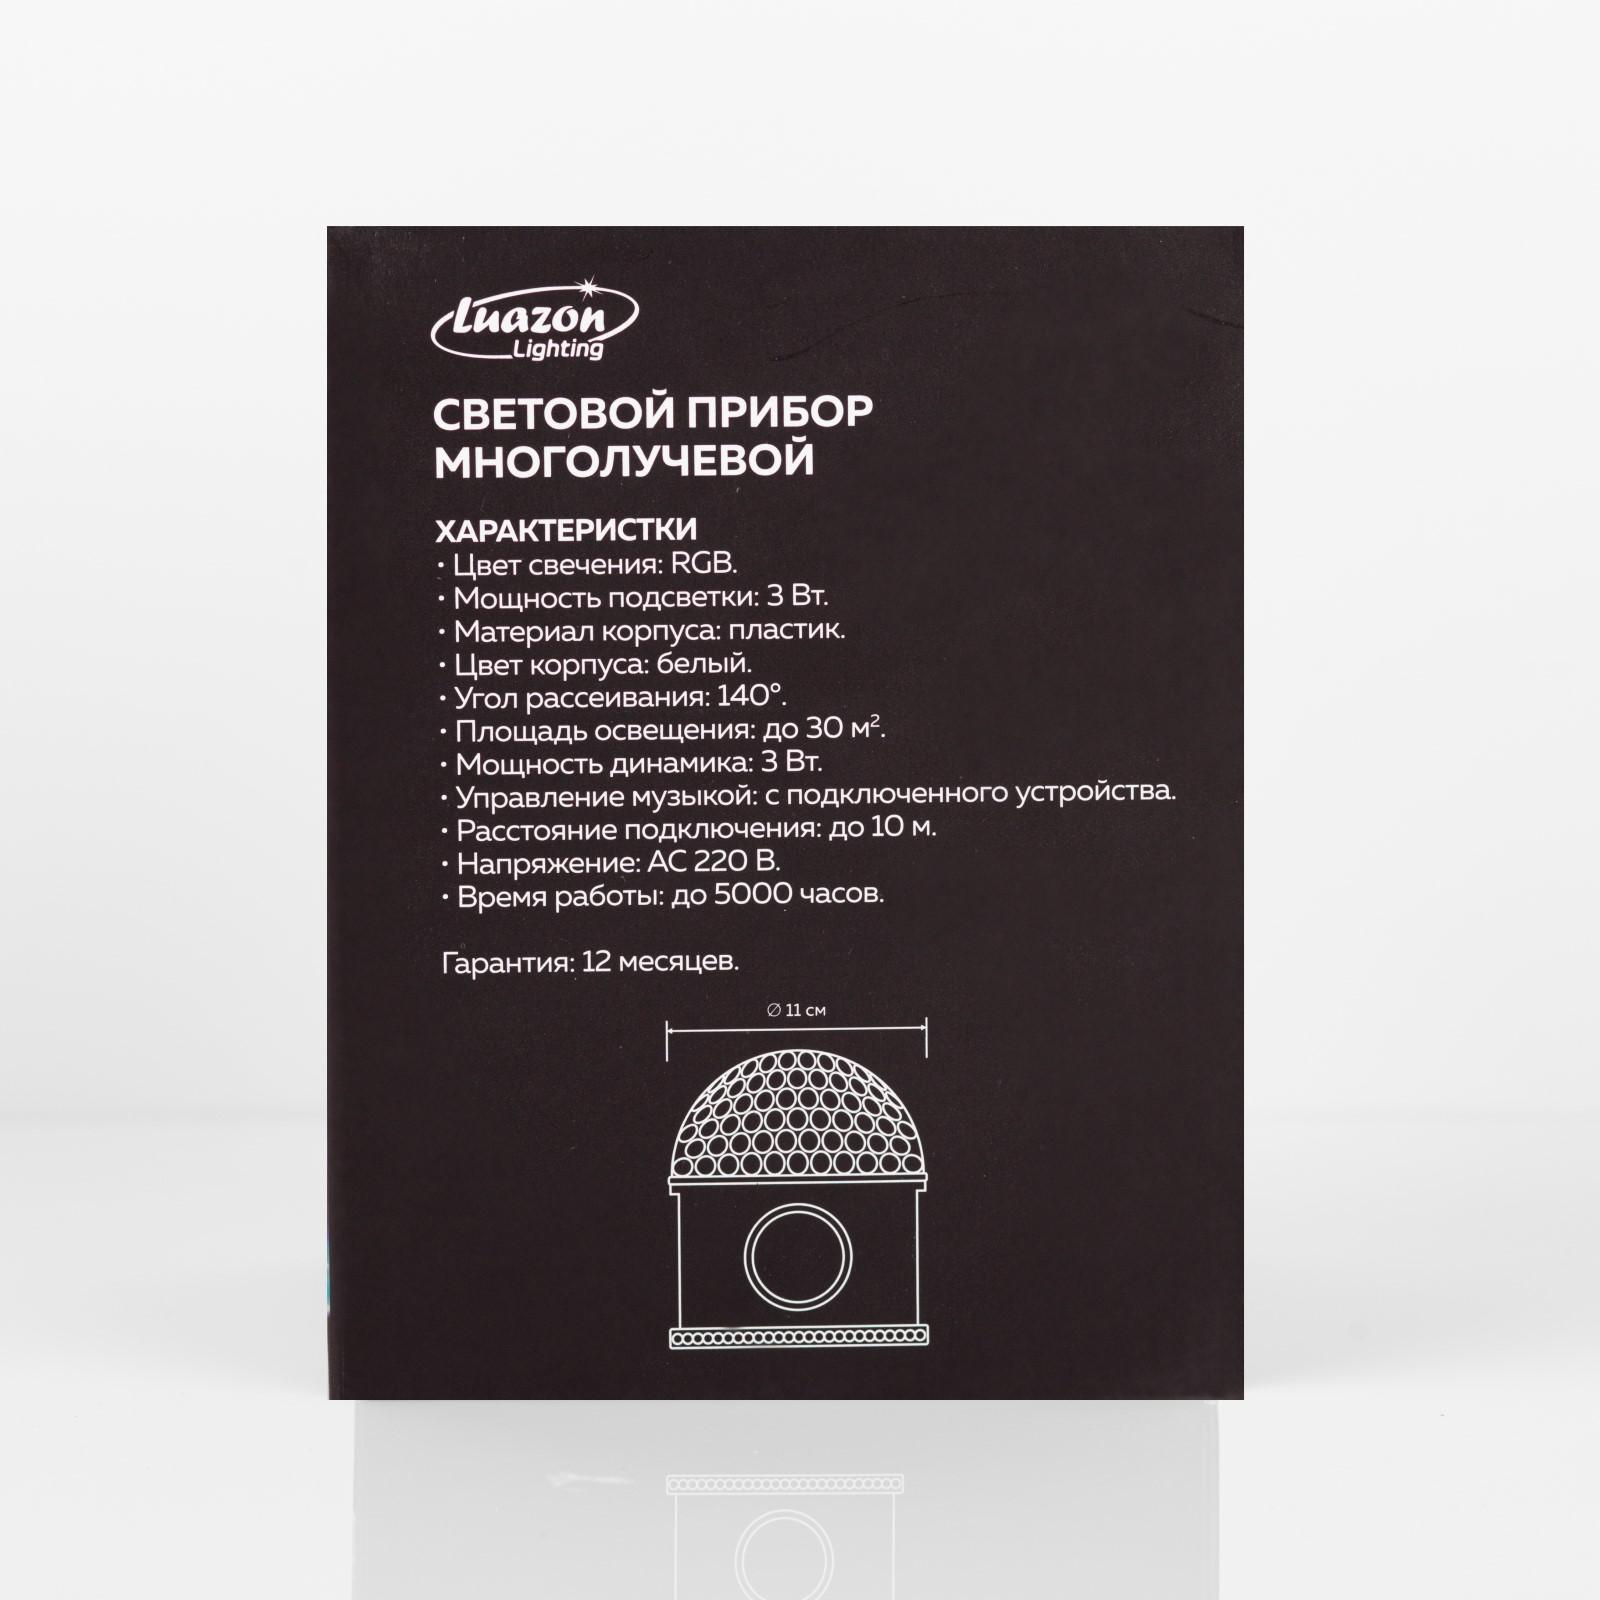 Luazon
Lighting
СВЕТОВОЙ ПРИБОР
МНОГОЛУЧЕВОЙ
ХАРАКТЕРИСТКИ
• Цвет свечения: RGB.
• Мощность подсветки: 3 Вт.
• Материал корпуса: пластик.
• Цвет корпуса: белый.
• Угол рассеивания: 140°.
• Площадь освещения: до 30 м².
• Мощность динамика: 3 Вт.
• Управление музыкой: с подключенного устройства.
• Расстояние подключения: до 10 м.
• Напряжение: AC 220 В.
• Время работы: до 5000 часов.
Гарантия: 12 месяцев.
∅ 11 см